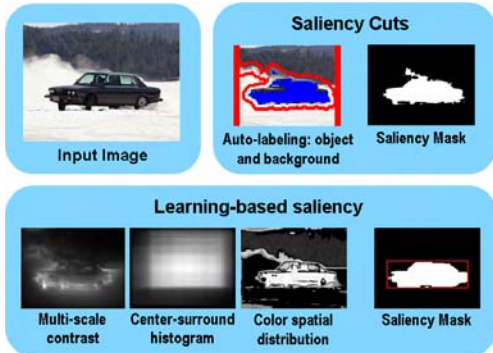 Saliency Cuts
Input Image
Auto-labeling: object
and background
Saliency Mask
Learning-based saliency
Multi-scale
contrast
Center-surround
histogram
Color spatial
distribution
Saliency Mask